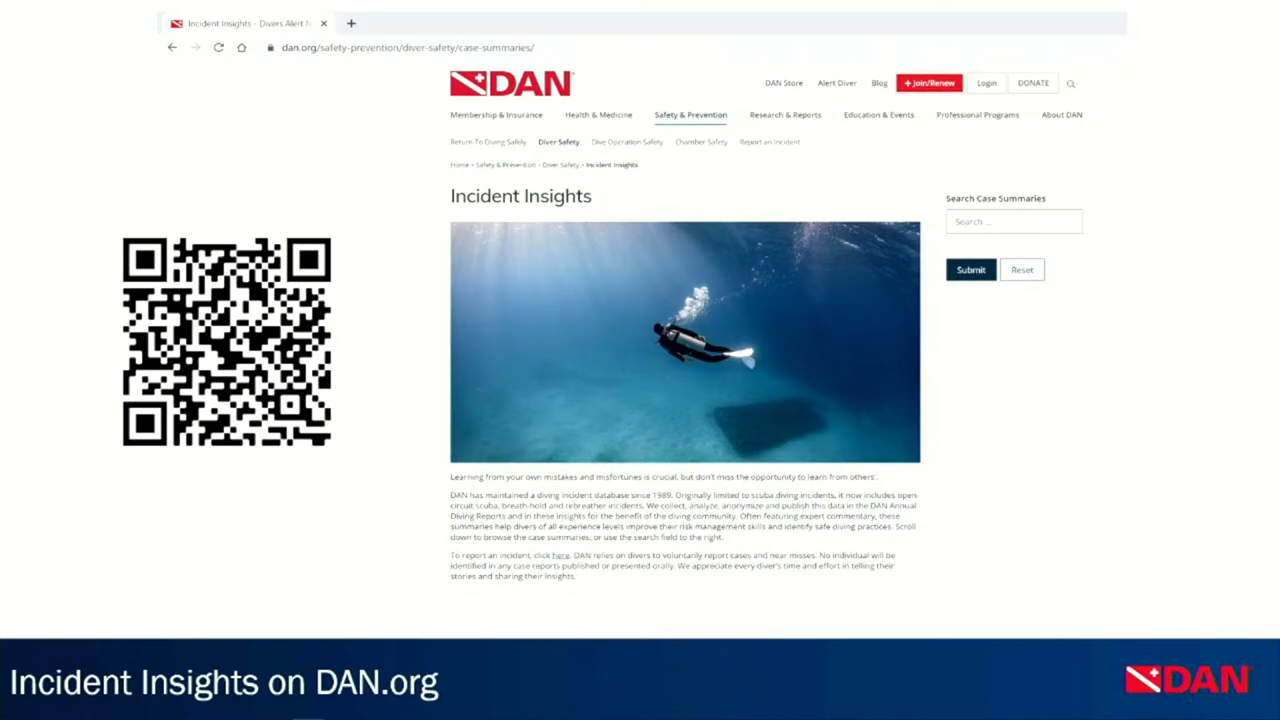 Incident Insights - Divers Alert N
dan.org/safety-prevention/diver-safety/case-summaries/
DAN
DAN Store Alert Diver Blog +Join/Renew Login DONATE
Membership & Insurance Health & Medicine Safety & Prevention Research & Reports Education & Events Professional Programs About DAN
Return To Diving Safely Diver Safety Dive Operation Safety Chamber Safety Report an Incident
Home - Safety & Prevention - Diver Safety - Incident Insights
Incident Insights
Search Case Summaries
Search ...
Submit Reset
Learning from your own mistakes and misfortunes is crucial, but don't miss the opportunity to learn from others'.
DAN has maintained a diving incident database since 1989. Originally limited to scuba diving incidents, it now includes open-
circuit scuba, breath-hold and rebreather incidents. We collect, analyze, anonymize and publish this data in the DAN Annual
Diving Reports and in these insights for the benefit of the diving community. Often featuring expert commentary, these
summaries help divers of all experience levels improve their risk management skills and identify safe diving practices. Scroll
down to browse the case summaries, or use the search field to the right.
To report an incident, click here. DAN relies on divers to voluntarily report cases and near misses. No individual will be
identified in any case reports published or presented orally. We appreciate every diver's time and effort in telling their
stories and sharing their insights.
Incident Insights on DAN.org
DAN